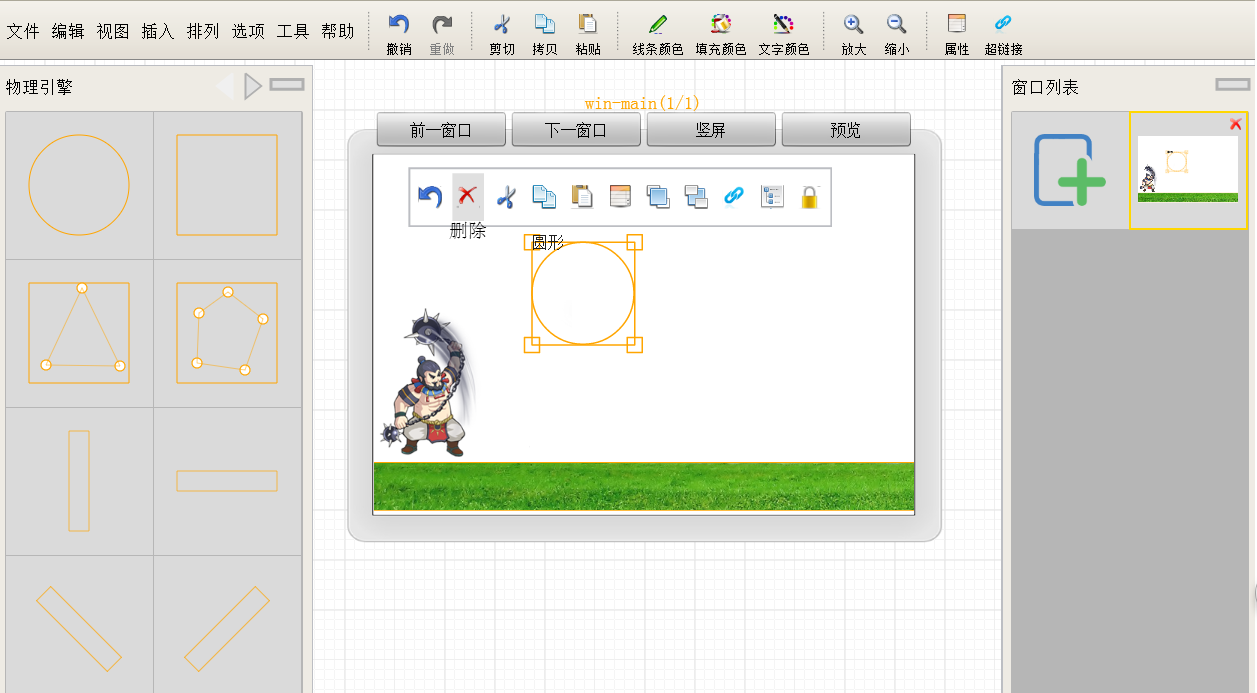 文件 编辑 视图 插入 排列 选项 工具 帮助
撤销 重做 剪切 拷贝 粘贴 线条颜色 填充颜色 文字颜色 放大 缩小 属性 超链接
物理引擎
win-main(1/1)
前一窗口 下一窗口 竖屏 预览
删除
圆形
窗口列表